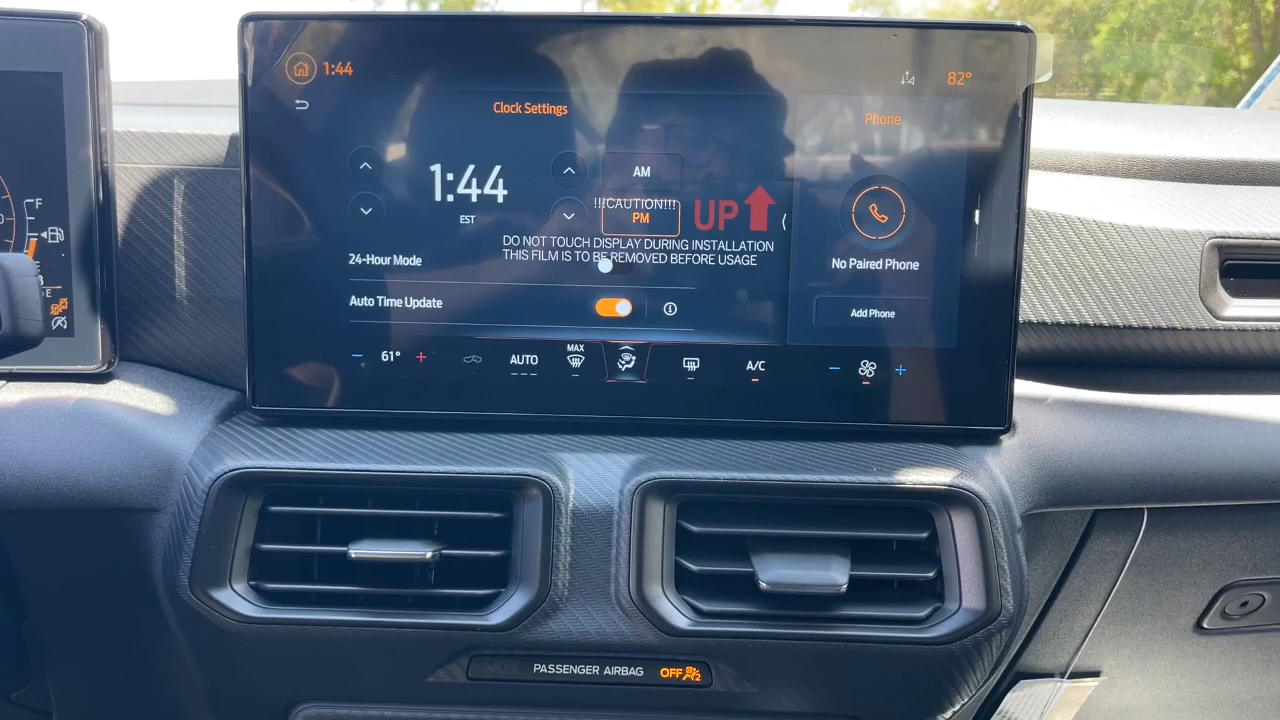 1:44
82°
Clock Settings
Phone
1:44
EST
AM
!!!CAUTION!!!
PM
UP
DO NOT TOUCH DISPLAY DURING INSTALLATION
THIS FILM IS TO BE REMOVED BEFORE USAGE
24-Hour Mode
No Paired Phone
Auto Time Update
Add Phone
F
E
61°
AUTO
MAX
A/C
PASSENGER AIRBAG
OFF
2